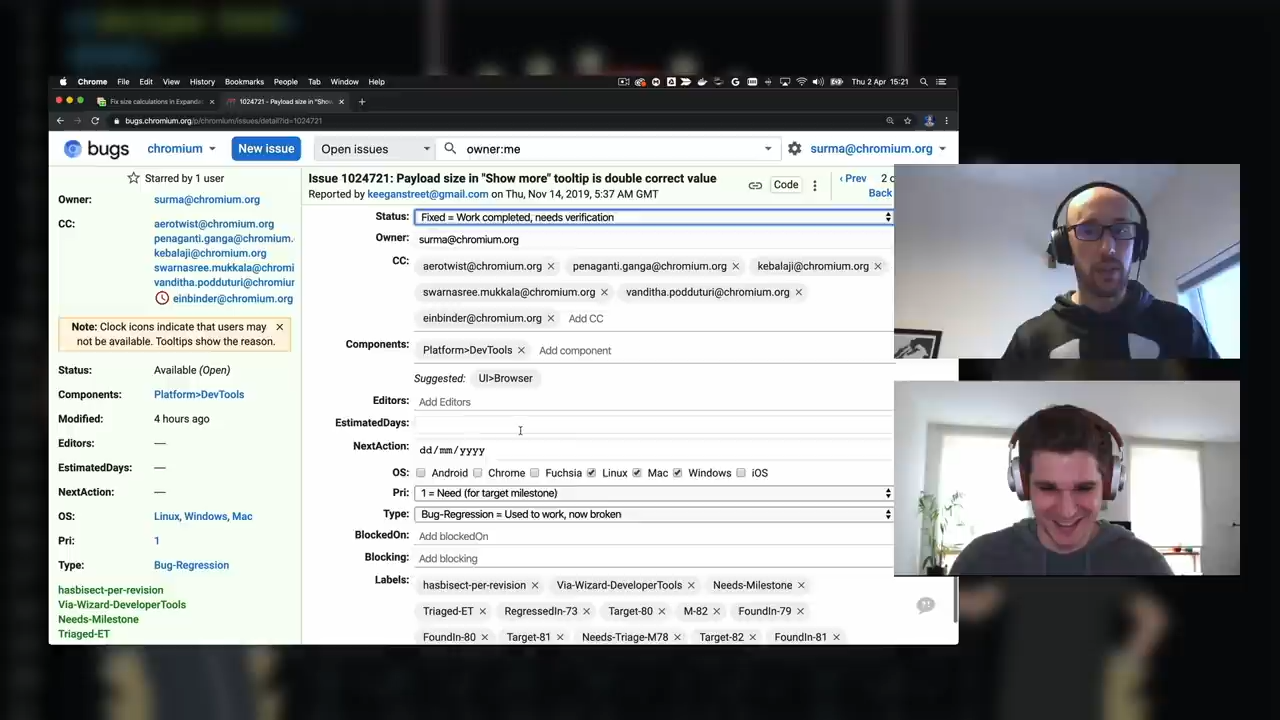 Chrome File Edit View History Bookmarks People Tab Window Help Thu 2 Apr 15:21
Fix size calculations in Expanda
1024721 - Payload size in "Show
bugs.chromium.org/p/chromium/issues/detail?id=1024721
bugs chromium New issue Open issues owner:me surma@chromium.org
Starred by 1 user
Owner: surma@chromium.org
CC: aerotwist@chromium.org
penaganti.ganga@chromium.
kebalaji@chromium.org
swarnasree.mukkala@chromi
vanditha.podduturi@chromiur
einbinder@chromium.org
Note: Clock icons indicate that users may
not be available. Tooltips show the reason.
Status: Available (Open)
Components: Platform>DevTools
Modified: 4 hours ago
Editors: —
EstimatedDays: —
NextAction: —
OS: Linux, Windows, Mac
Pri: 1
Type: Bug-Regression
hasbisect-per-revision
Via-Wizard-DeveloperTools
Needs-Milestone
Triaged-ET
Issue 1024721: Payload size in "Show more" tooltip is double correct value
Reported by keeganstreet@gmail.com on Thu, Nov 14, 2019, 5:37 AM GMT
Code
‹ Prev 2 o
Back
Status: Fixed = Work completed, needs verification
Owner: surma@chromium.org
CC: aerotwist@chromium.org × penaganti.ganga@chromium.org × kebalaji@chromium.org ×
swarnasree.mukkala@chromium.org × vanditha.podduturi@chromium.org ×
einbinder@chromium.org × Add CC
Components: Platform>DevTools × Add component
Suggested: UI>Browser
Editors: Add Editors
EstimatedDays:
NextAction: dd/mm/yyyy
OS: Android Chrome Fuchsia Linux Mac Windows iOS
Pri: 1 = Need (for target milestone)
Type: Bug-Regression = Used to work, now broken
BlockedOn: Add blockedOn
Blocking: Add blocking
Labels: hasbisect-per-revision × Via-Wizard-DeveloperTools × Needs-Milestone ×
Triaged-ET × RegressedIn-73 × Target-80 × M-82 × FoundIn-79 ×
FoundIn-80 × Target-81 × Needs-Triage-M78 × Target-82 × FoundIn-81 ×